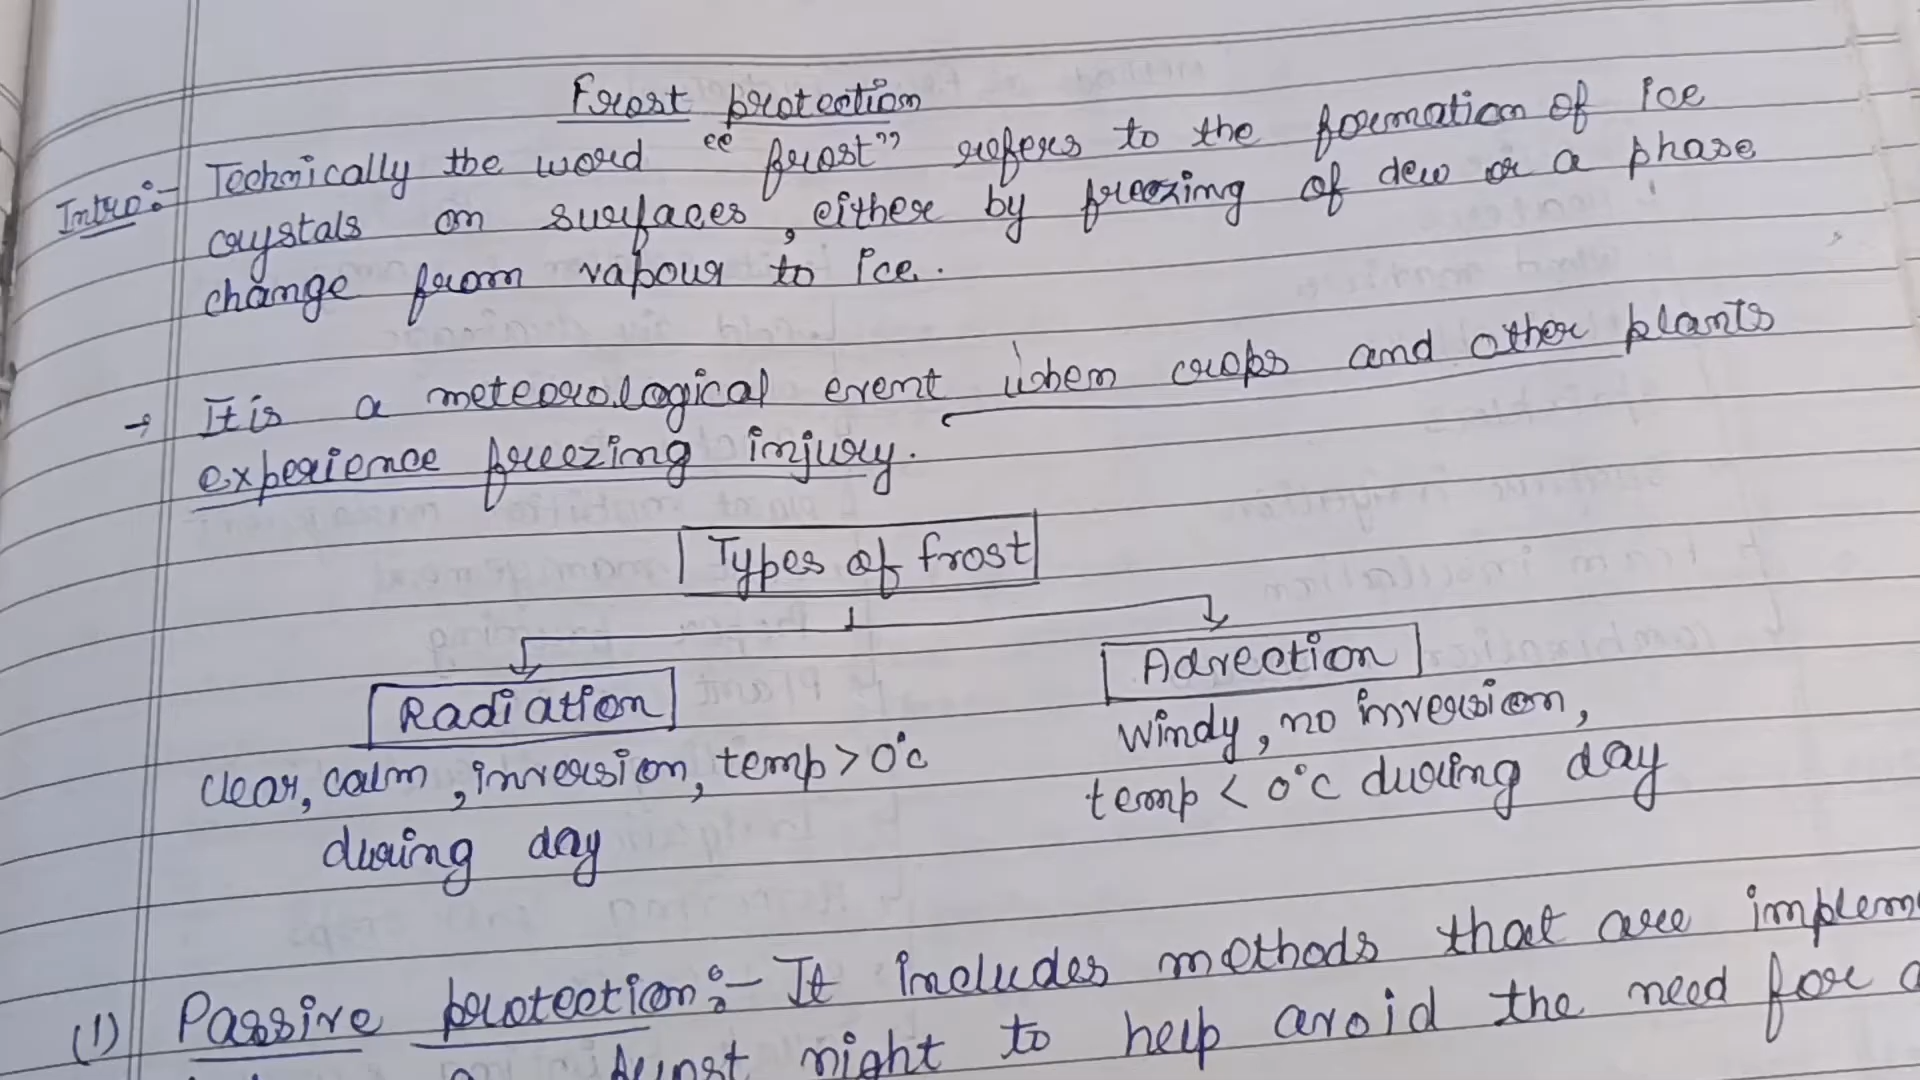 Frost protection
Intro:- Technically the word "frost" refers to the formation of ice
crystals on surfaces, either by freezing of dew or a phase
change from vapour to ice.
→ It is a meteorological event when crops and other plants
experience freezing injury.
Types of frost
Radiation
Advection
clear, calm, inversion, temp > 0°c
during day
windy, no inversion,
temp < 0°c during day
(1) Passive protection:- It includes methods that are implem
night to help avoid the need for a